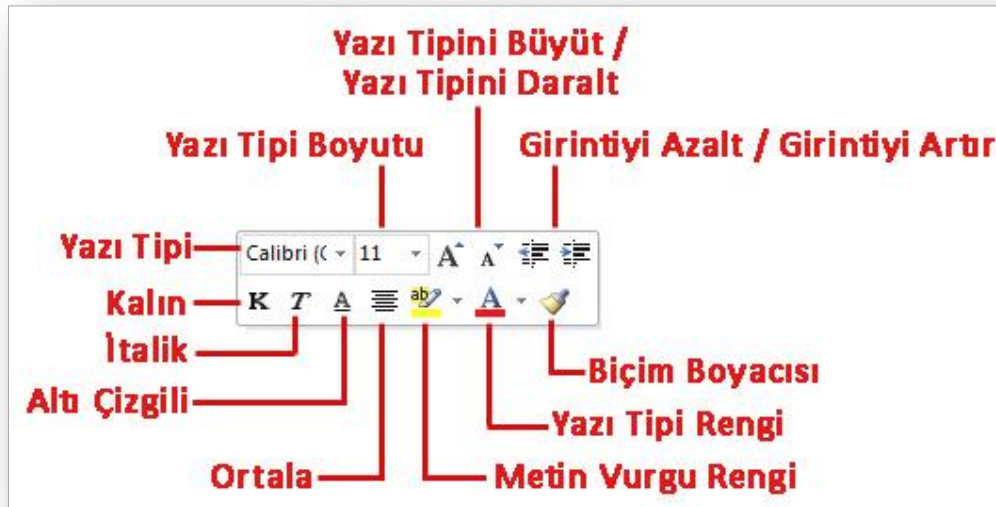 Yazı Tipini Büyüt /
Yazı Tipini Daralt
Yazı Tipi Boyutu
Girintiyi Azalt / Girintiyi Artır
Yazı Tipi
Calibri (( 11 A A
Kalın
K T A ab A
İtalik
Altı Çizgili
Biçim Boyacısı
Yazı Tipi Rengi
Ortala
Metin Vurgu Rengi